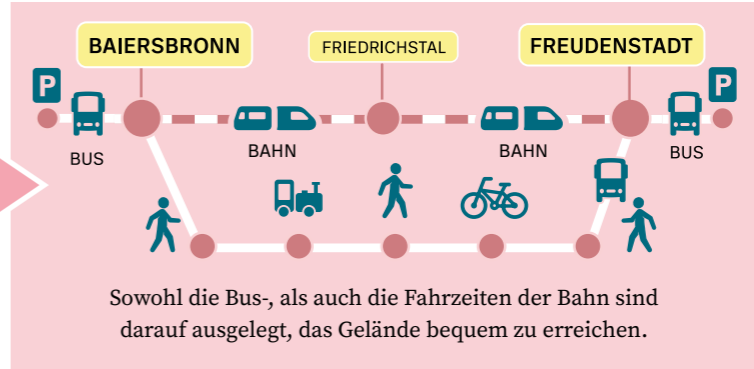 BAIERSBRONN
FRIEDRICHSTAL
FREUDENSTADT
P
P
BUS
BAHN
BAHN
BUS
Sowohl die Bus-, als auch die Fahrzeiten der Bahn sind
darauf ausgelegt, das Gelände bequem zu erreichen.